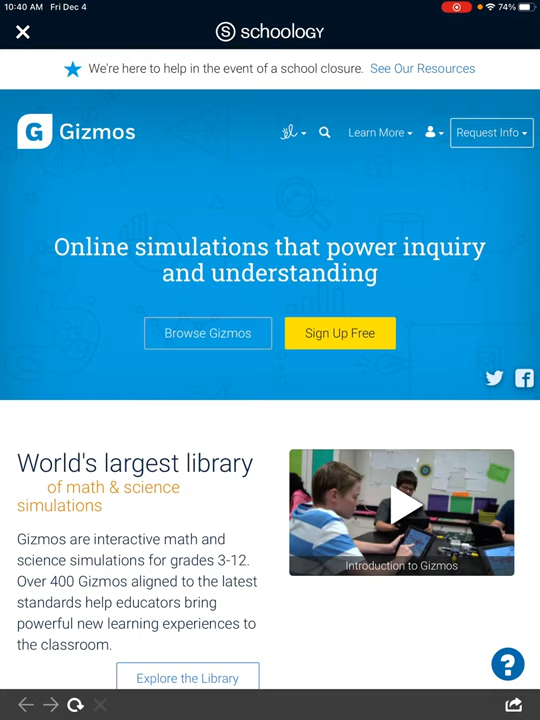 10:40 AM Fri Dec 4
74%
schoology
We're here to help in the event of a school closure. See Our Resources
G Gizmos
Learn More
Request Info
Online simulations that power inquiry
and understanding
Browse Gizmos
Sign Up Free
World's largest library
of math & science
simulations
Gizmos are interactive math and
science simulations for grades 3-12.
Over 400 Gizmos aligned to the latest
standards help educators bring
powerful new learning experiences to
the classroom.
Introduction to Gizmos
Explore the Library
?